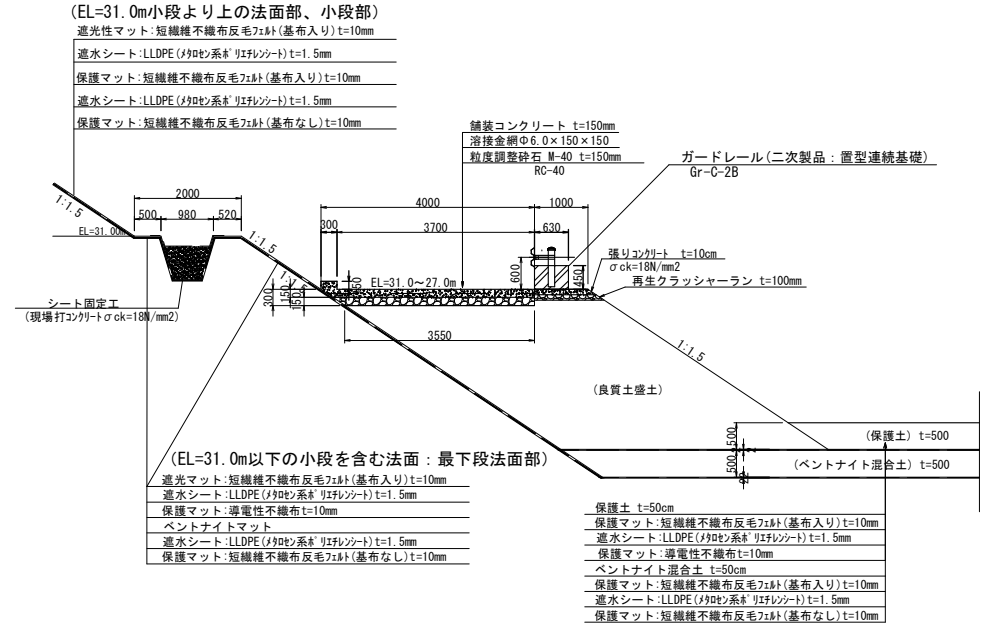 (EL=31.0m小段より上の法面部、小段部)
遮光性マット:短繊維不織布反毛フェルト(基布入り)t=10mm
遮水シート:LLDPE(メタロセン系ポリエチレンシート)t=1.5mm
保護マット:短繊維不織布反毛フェルト(基布入り)t=10mm
遮水シート:LLDPE(メタロセン系ポリエチレンシート)t=1.5mm
保護マット:短繊維不織布反毛フェルト(基布なし)t=10mm
舗装コンクリート t=150mm
溶接金網Φ6.0×150×150
粒度調整砕石 M-40 t=150mm
RC-40
ガードレール(二次製品:置型連続基礎)
Gr-C-2B
1:1.5
2000
500 980 520
EL=31.00m
1:1.5
4000 1000
300 3700 630
600
450
張りコンクリート t=10cm
σck=18N/mm2
再生クラッシャーラン t=100mm
EL=31.0～27.0m
300
150
150
3550
シート固定工
(現場打コンクリートσck=18N/mm2)
1:1.5
(良質土盛土)
500
(保護土) t=500
500
(ベントナイト混合土) t=500
(EL=31.0m以下の小段を含む法面:最下段法面部)
遮光マット:短繊維不織布反毛フェルト(基布入り)t=10mm
遮水シート:LLDPE(メタロセン系ポリエチレンシート)t=1.5mm
保護マット:導電性不織布t=10mm
ベントナイトマット
遮水シート:LLDPE(メタロセン系ポリエチレンシート)t=1.5mm
保護マット:短繊維不織布反毛フェルト(基布なし)t=10mm
保護土 t=50cm
保護マット:短繊維不織布反毛フェルト(基布入り)t=10mm
遮水シート:LLDPE(メタロセン系ポリエチレンシート)t=1.5mm
保護マット:導電性不織布t=10mm
ベントナイト混合土 t=50cm
保護マット:短繊維不織布反毛フェルト(基布入り)t=10mm
遮水シート:LLDPE(メタロセン系ポリエチレンシート)t=1.5mm
保護マット:短繊維不織布反毛フェルト(基布なし)t=10mm